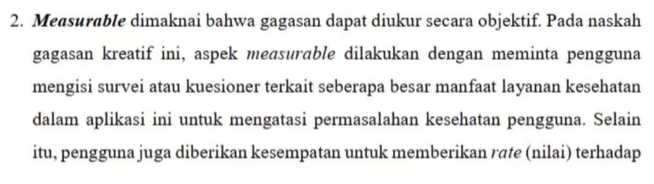 2. Measurable dimaknai bahwa gagasan dapat diukur secara objektif. Pada naskah
gagasan kreatif ini, aspek measurable dilakukan dengan meminta pengguna
mengisi survei atau kuesioner terkait seberapa besar manfaat layanan kesehatan
dalam aplikasi ini untuk mengatasi permasalahan kesehatan pengguna. Selain
itu, pengguna juga diberikan kesempatan untuk memberikan rate (nilai) terhadap